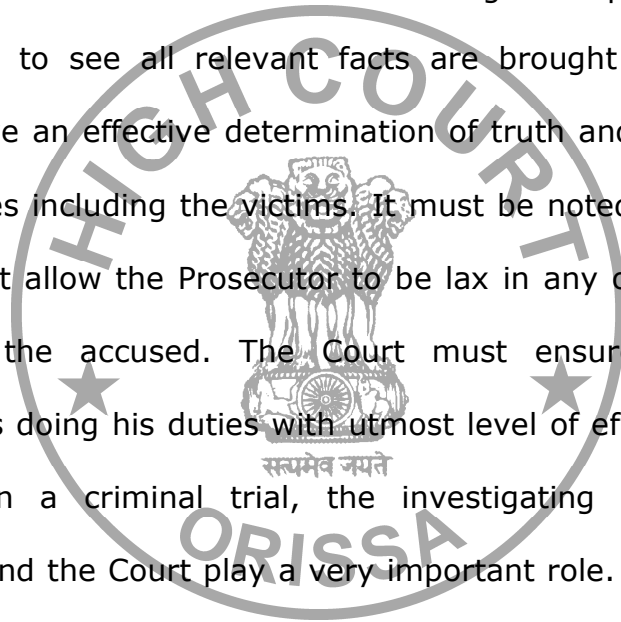 to see all relevant facts are brought
e an effective determination of truth and
es including the victims. It must be noted
t allow the Prosecutor to be lax in any
the accused. The Court must ensur
s doing his duties with utmost level of ef
n a criminal trial, the investigating
nd the Court play a very important role.
HIGH COURT
सत्यमेव जयते
ORISSA